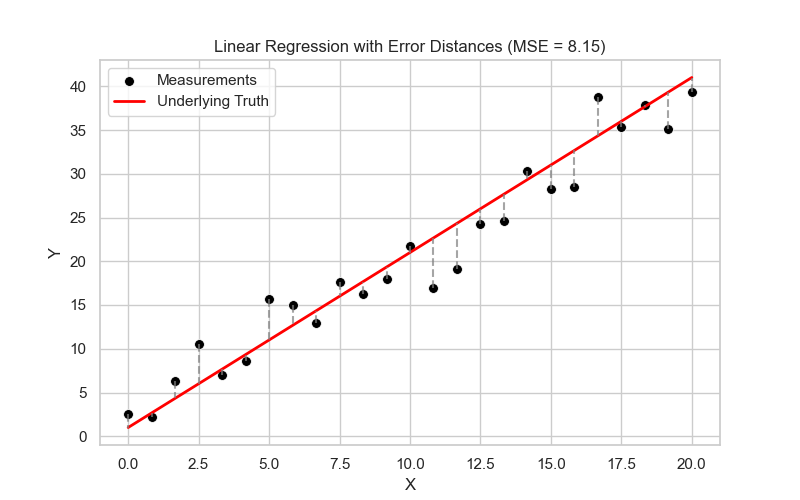 Linear Regression with Error Distances (MSE = 8.15)
Measurements
Underlying Truth
40
35
30
25
20
15
10
5
0
Y
0.0 2.5 5.0 7.5 10.0 12.5 15.0 17.5 20.0
X